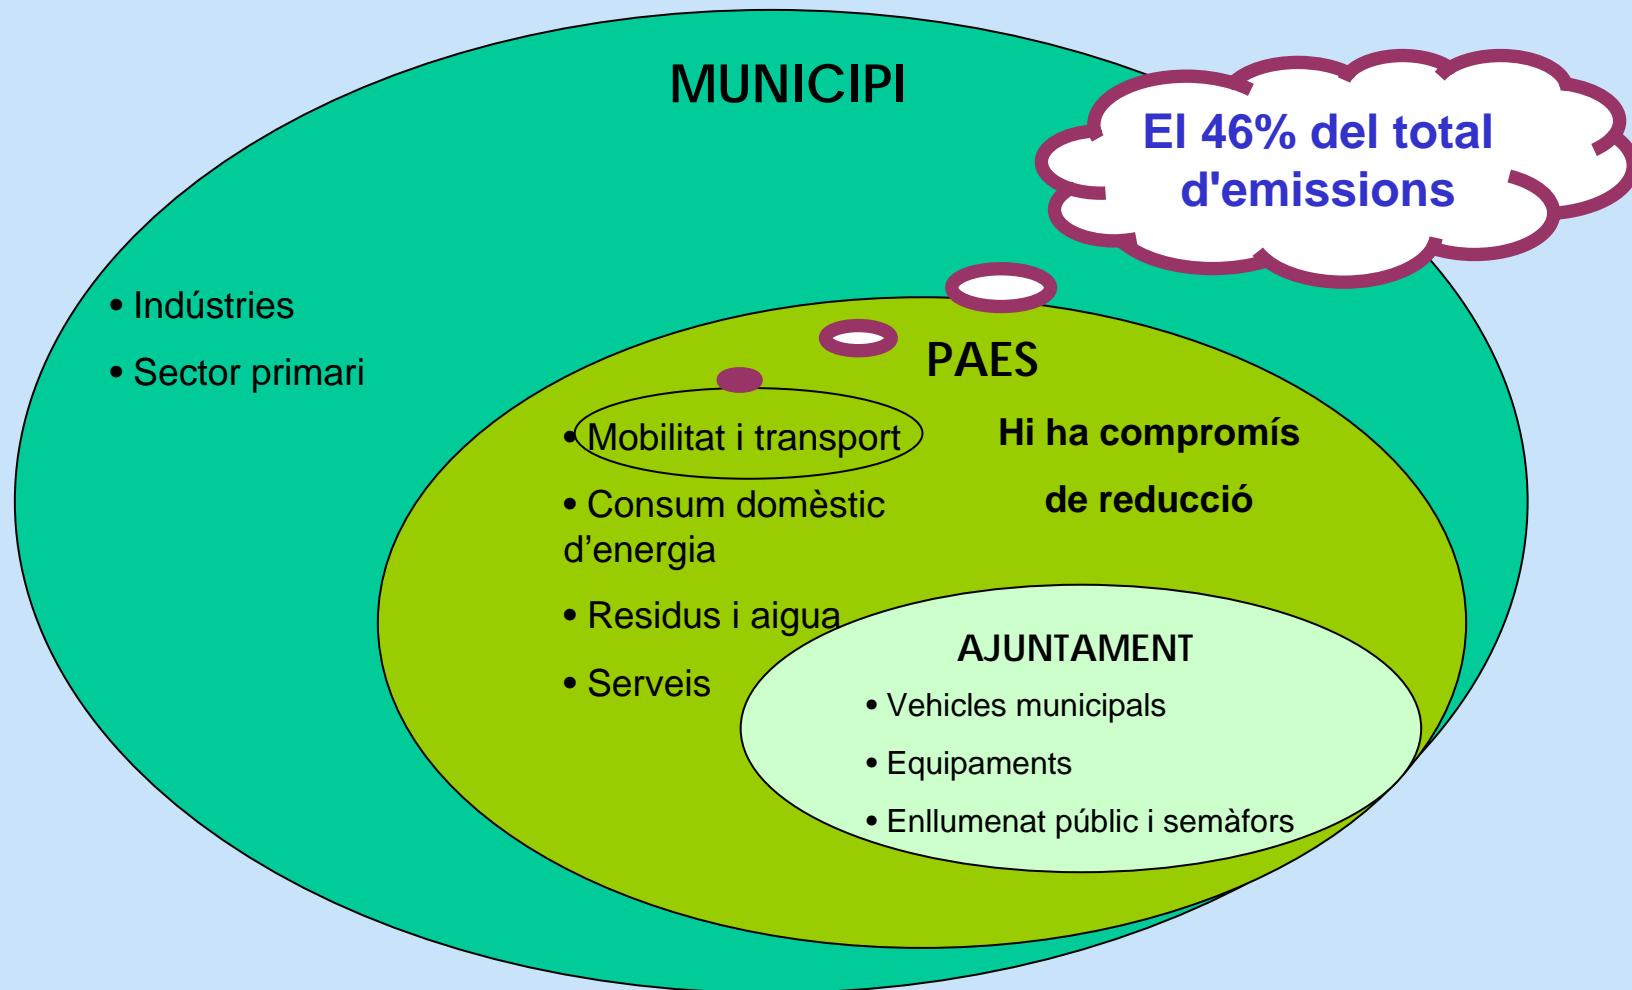 MUNICIPI
El 46% del total
d'emissions
• Indústries
• Sector primari
PAES
• Mobilitat i transport
Hi ha compromís
de reducció
• Consum domèstic
d’energia
• Residus i aigua
• Serveis
AJUNTAMENT
• Vehicles municipals
• Equipaments
• Enllumenat públic i semàfors